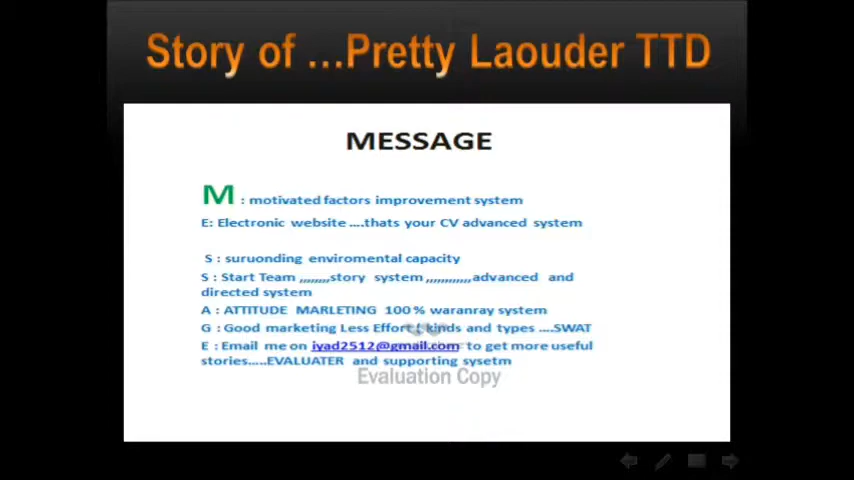 Story of ...Pretty Laouder TTD
MESSAGE
M : motivated factors improvement system
E: Electronic website ....thats your CV advanced system
S : suruonding enviromental capacity
S : Start Team ,,,,,,,,story system ,,,,,,,,,,,,advanced and
directed system
A : ATTITUDE MARLETING 100 % waranray system
G : Good marketing Less Effort ( kinds and types ....SWAT
E : Email me on iyad2512@gmail.com to get more useful
stories.....EVALUATER and supporting sysetm
Evaluation Copy